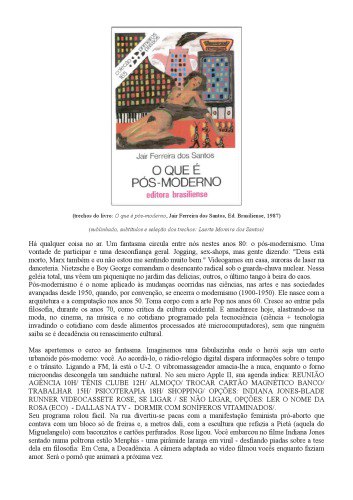 Jair Ferreira dos Santos
O QUE É
PÓS-MODERNO
editora brasiliense
(trechos do livro: O que é pós-moderno, Jair Ferreira dos Santos, Ed. Brasiliense, 1987)
(sublinhado, subtítulos e seleção dos trechos: Laerte Moreira dos Santos)
Há qualquer coisa no ar. Um fantasma circula entre nós nestes anos 80: o pós-modernismo. Uma
vontade de participar e uma desconfiança geral. Jogging, sex-shops, mas gente dizendo: "Deus está
morto, Marx também e eu não estou me sentindo muito bem." Videogames em casa, auroras de laser na
danceteria. Nietzsche e Boy George comandam o desencanto radical sob o guarda-chuva nuclear. Nessa
geléia total, uns vêem um piquenique no jardim das delícias; outros, o último tango à beira do caos.
Pós-modernismo é o nome aplicado às mudanças ocorridas nas ciências, nas artes e nas sociedades
avançadas desde 1950, quando, por convenção, se encerra o modernismo (1900-1950). Ele nasce com a
arquitetura e a computação nos anos 50. Toma corpo com a arte Pop nos anos 60. Cresce ao entrar pela
filosofia, durante os anos 70, como crítica da cultura ocidental. E amadurece hoje, alastrando-se na
moda, no cinema, na música e no cotidiano programado pela tecnociência (ciência + tecnologia
invadindo o cotidiano com desde alimentos processados até microcomputadores), sem que ninguém
saiba se é decadência ou renascimento cultural.
Mas apertemos o cerco ao fantasma. Imaginemos uma fabulazinha onde o herói seja um certo
urbanóide pós-moderno: você. Ao acordá-lo, o rádio-relógio digital dispara informações sobre o tempo
e o trânsito. Ligando a FM, lá está o U-2. O vibromassageador amacia-lhe a nuca, enquanto o forno
microondas descongela um sanduíche natural. No seu micro Apple II, sua agenda indica: REUNIÃO
AGÊNCIA 10H/ TÊNIS CLUBE 12H/ ALMOÇO/ TROCAR CARTÃO MAGNÉTICO BANCO/
TRABALHAR 15H/ PSICOTERAPIA 18H/ SHOPPING/ OPÇÕES: INDIANA JONES-BLADE
RUNNER VIDEOCASSETE ROSE, SE LIGAR / SE NÃO LIGAR, OPÇÕES: LER O NOME DA
ROSA(ECO) - DALLAS NA TV - DORMIR COM SONÍFEROS VITAMINADOS/.
Seu programa rolou fácil. Na rua divertiu-se pacas com a manifestação feminista pró-aborto que
contava com um bloco só de freiras e, a metros dali, com a escultura que refazia a Pietà (aquela do
Miguelangelo) com baconzitos e cartões perfurados. Rose ligou. Você embarcou no filme Indiana Jones
sentado numa poltrona estilo Menphis - uma pirâmide laranja em vinil - desfiando piadas sobre a tese
dela em filosofia: Em Cena, a Decadência. A câmera adaptada ao vídeo filmou vocês enquanto faziam
amor. Será o pornô que animará a próxima vez.